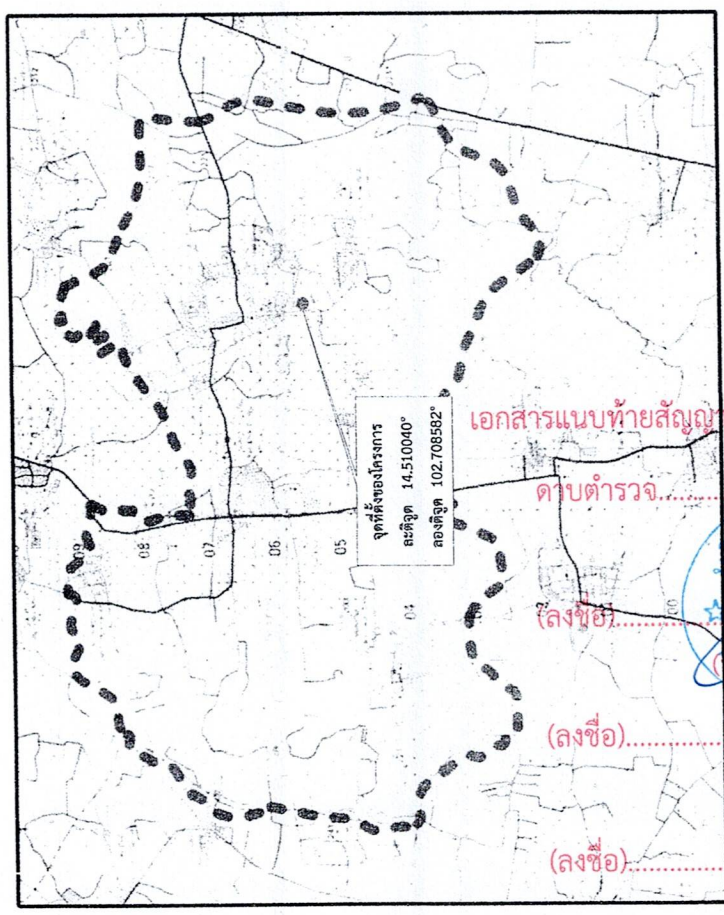 จุดที่ตั้งของโครงการ
ละติจูด 14.510040°
ลองติจูด 102.708582°
09
08
07
06
05
04
00
เอกสารแนบท้ายสัญญา
ดาบตำรวจ..........
(ลงชื่อ)..................
(ลงชื่อ)................
(ลงชื่อ)................